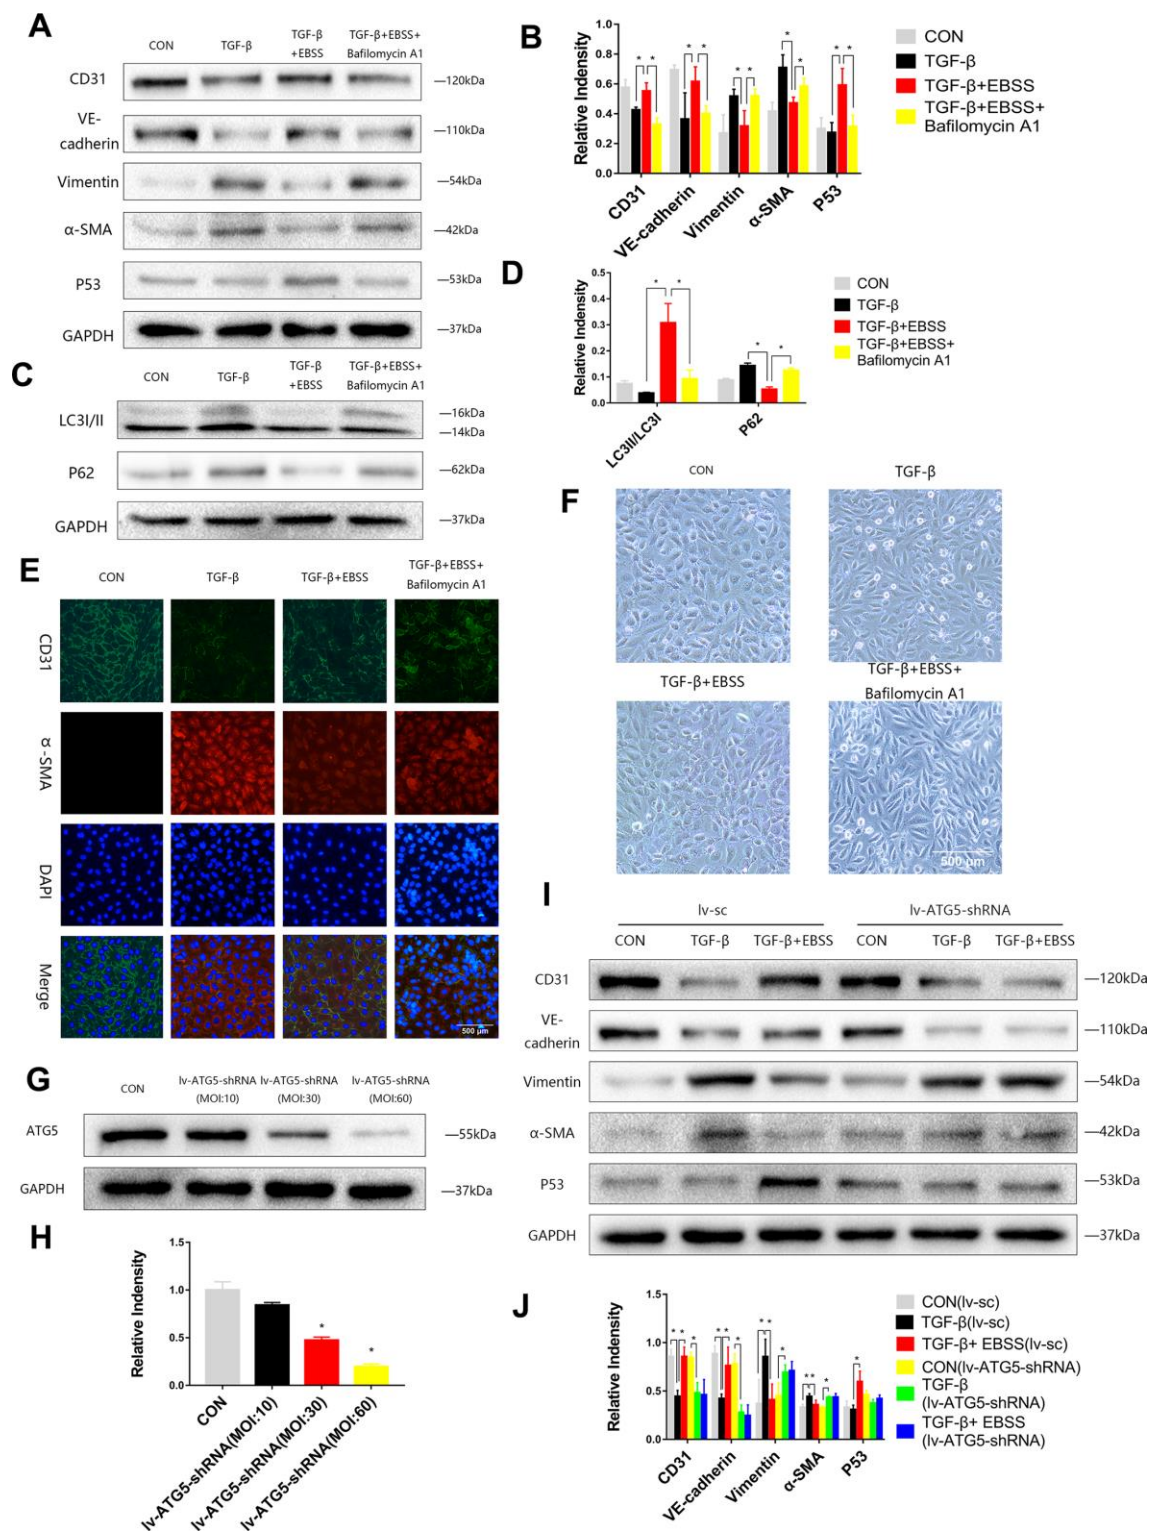 A
CON
TGF-β
TGF-β
+EBSS
TGF-β+EBSS+
Bafilomycin A1
CD31
—120kDa
VE-
cadherin
—110kDa
Vimentin
—54kDa
α-SMA
—42kDa
P53
—53kDa
GAPDH
—37kDa
B
Relative Indensity
1.0
0.8
0.6
0.4
0.2
0.0
* * * * * * * * * *
CD31
VE-cadherin
Vimentin
α-SMA
P53
CON
TGF-β
TGF-β+EBSS
TGF-β+EBSS+
Bafilomycin A1
C
CON
TGF-β
TGF-β
+EBSS
TGF-β+EBSS+
Bafilomycin A1
LC3I/II
—16kDa
—14kDa
P62
—62kDa
GAPDH
—37kDa
D
Relative Indensity
0.5
0.4
0.3
0.2
0.1
0.0
* * * *
LC3II/LC3I
P62
CON
TGF-β
TGF-β+EBSS
TGF-β+EBSS+
Bafilomycin A1
E
CON
TGF-β
TGF-β+EBSS
TGF-β+EBSS+
Bafilomycin A1
CD31
α-SMA
DAPI
Merge
500 μm
F
CON
TGF-β
TGF-β+EBSS
TGF-β+EBSS+
Bafilomycin A1
500 μm
G
CON
lv-ATG5-shRNA
(MOI:10)
lv-ATG5-shRNA
(MOI:30)
lv-ATG5-shRNA
(MOI:60)
ATG5
—55kDa
GAPDH
—37kDa
H
Relative Indensity
1.5
1.0
0.5
0.0
* *
CON
lv-ATG5-shRNA(MOI:10)
lv-ATG5-shRNA(MOI:30)
lv-ATG5-shRNA(MOI:60)
I
lv-sc
lv-ATG5-shRNA
CON
TGF-β
TGF-β+EBSS
CON
TGF-β
TGF-β+EBSS
CD31
—120kDa
VE-
cadherin
—110kDa
Vimentin
—54kDa
α-SMA
—42kDa
P53
—53kDa
GAPDH
—37kDa
J
Relative Indensity
1.5
1.0
0.5
0.0
* * * * * * * * * * * * *
CD31
VE-cadherin
Vimentin
α-SMA
P53
CON(lv-sc)
TGF-β(lv-sc)
TGF-β+ EBSS(lv-sc)
CON(lv-ATG5-shRNA)
TGF-β
(lv-ATG5-shRNA)
TGF-β+ EBSS
(lv-ATG5-shRNA)